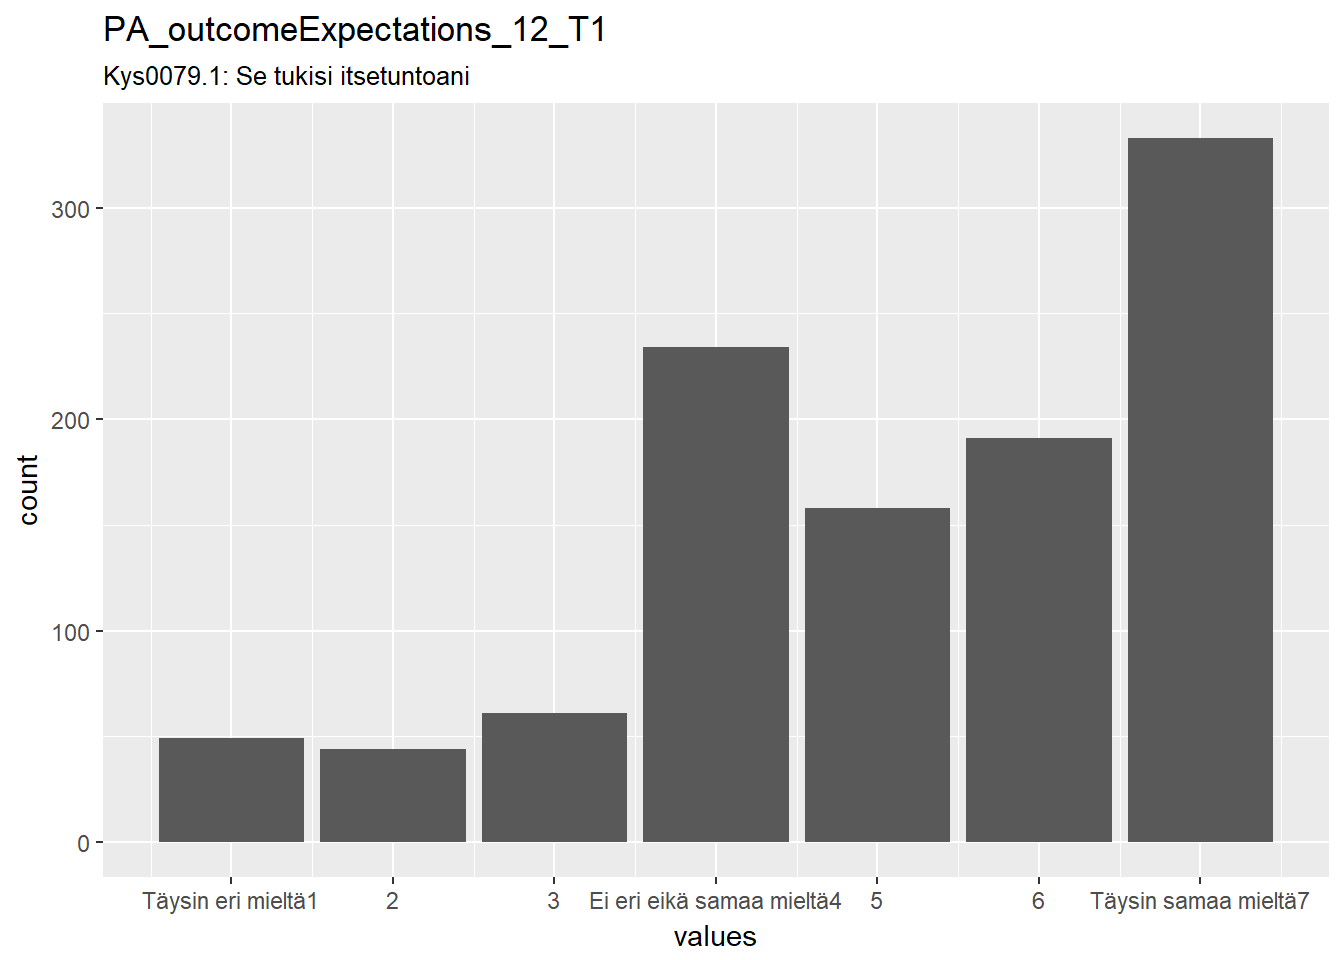 PA_outcomeExpectations_12_T1
Kys0079.1: Se tukisi itsetuntoani
count
300
200
100
0
Täysin eri mieltä1 2 3 Ei eri eikä samaa mieltä4 5 6 Täysin samaa mieltä7
values